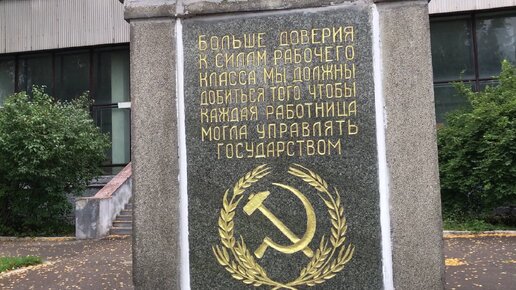 БОЛЬШЕ ДОВЕРИЯ
К СИЛАМ РАБОЧЕГО
КЛАССА МЫ ДОЛЖНЫ
ДОБИТЬСЯ ТОГО ЧТОБЫ
КАЖДАЯ РАБОТНИЦА
МОГЛА УПРАВЛЯТЬ
ГОСУДАРСТВОМ